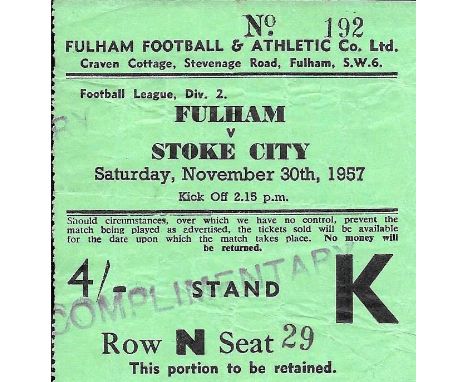 No. 192
FULHAM FOOTBALL & ATHLETIC Co. Ltd.
Craven Cottage, Stevenage Road, Fulham, S.W.6.
Football League, Div. 2.
RY
FULHAM
v
STOKE CITY
Saturday, November 30th, 1957
Kick Off 2.15 p.m.
Should circumstances, over which we have no control, prevent the
match being played as advertised, the tickets sold will be available
for the date upon which the match takes place. No money will
be returned.
4/- STAND K
COMPLIMENTARY
Row N Seat 29
This portion to be retained.